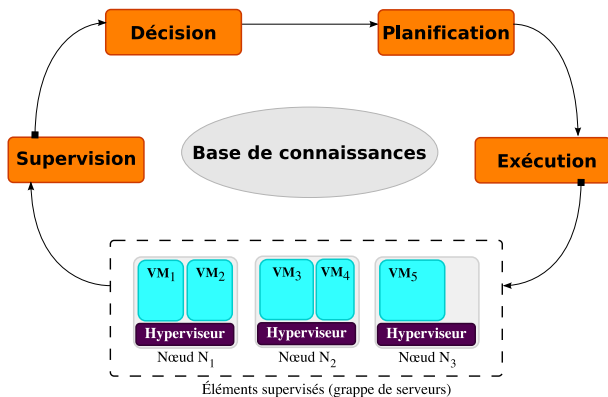 Décision
Planification
Supervision
Base de connaissances
Exécution
VM1 VM2 VM3 VM4 VM5
Hyperviseur Hyperviseur Hyperviseur
Nœud N1 Nœud N2 Nœud N3
Éléments supervisés (grappe de serveurs)